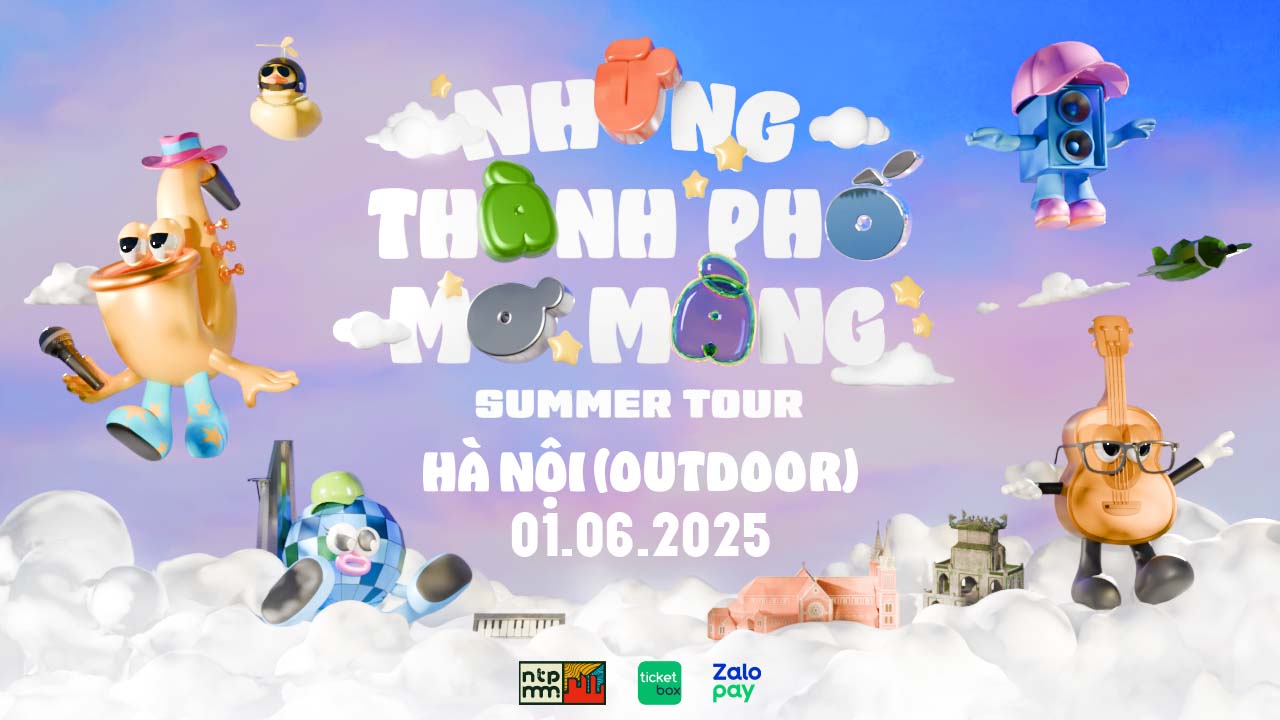 NHỮNG
THÀNH PHỐ
MƠ MÀNG
SUMMER TOUR
HÀ NỘI (OUTDOOR)
01.06.2025
ntp
mm
ticket
box
Zalo
pay